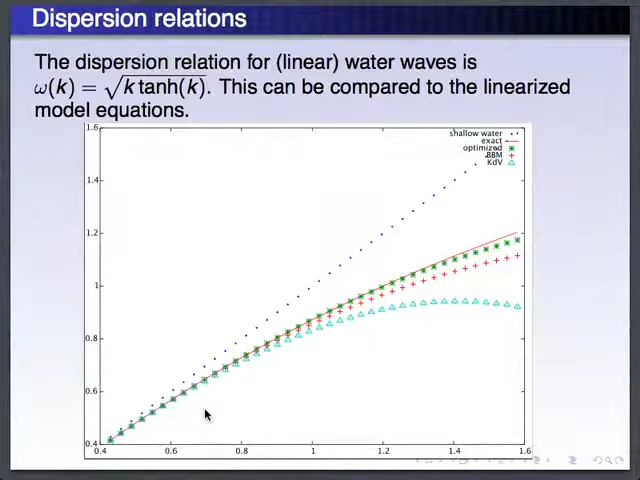 Dispersion relations
The dispersion relation for (linear) water waves is
ω(k) = √k tanh(k). This can be compared to the linearized
model equations.
shallow water
exact
optimized
BBM
KdV
1.6
1.4
1.2
1
0.8
0.6
0.4
0.4 0.6 0.8 1 1.2 1.4 1.6